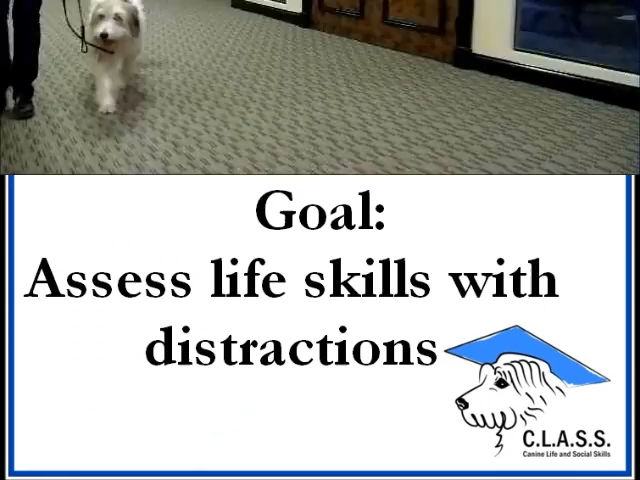 Goal:
Assess life skills with
distractions
C.L.A.S.S.
Canine Life and Social Skills